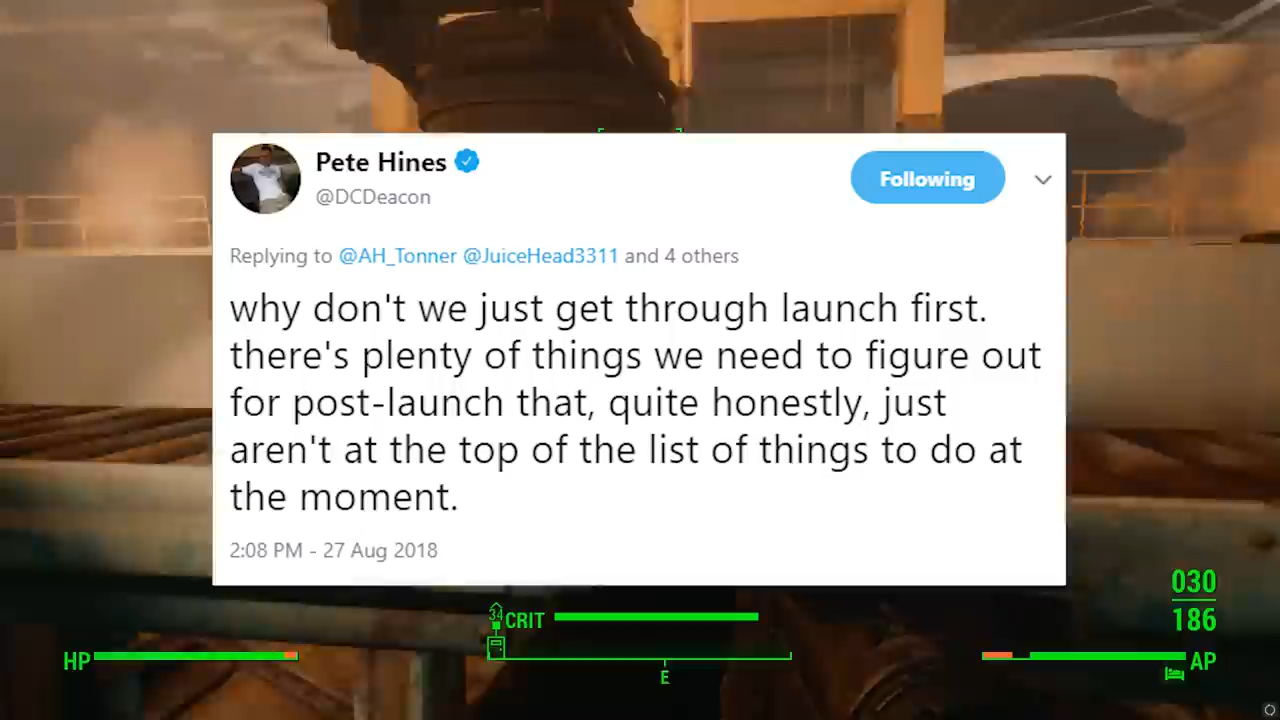 Pete Hines
@DCDeacon
Following
Replying to @AH_Tonner @JuiceHead3311 and 4 others
why don't we just get through launch first.
there's plenty of things we need to figure out
for post-launch that, quite honestly, just
aren't at the top of the list of things to do at
the moment.
2:08 PM - 27 Aug 2018
030
186
34
CRIT
HP
E
AP